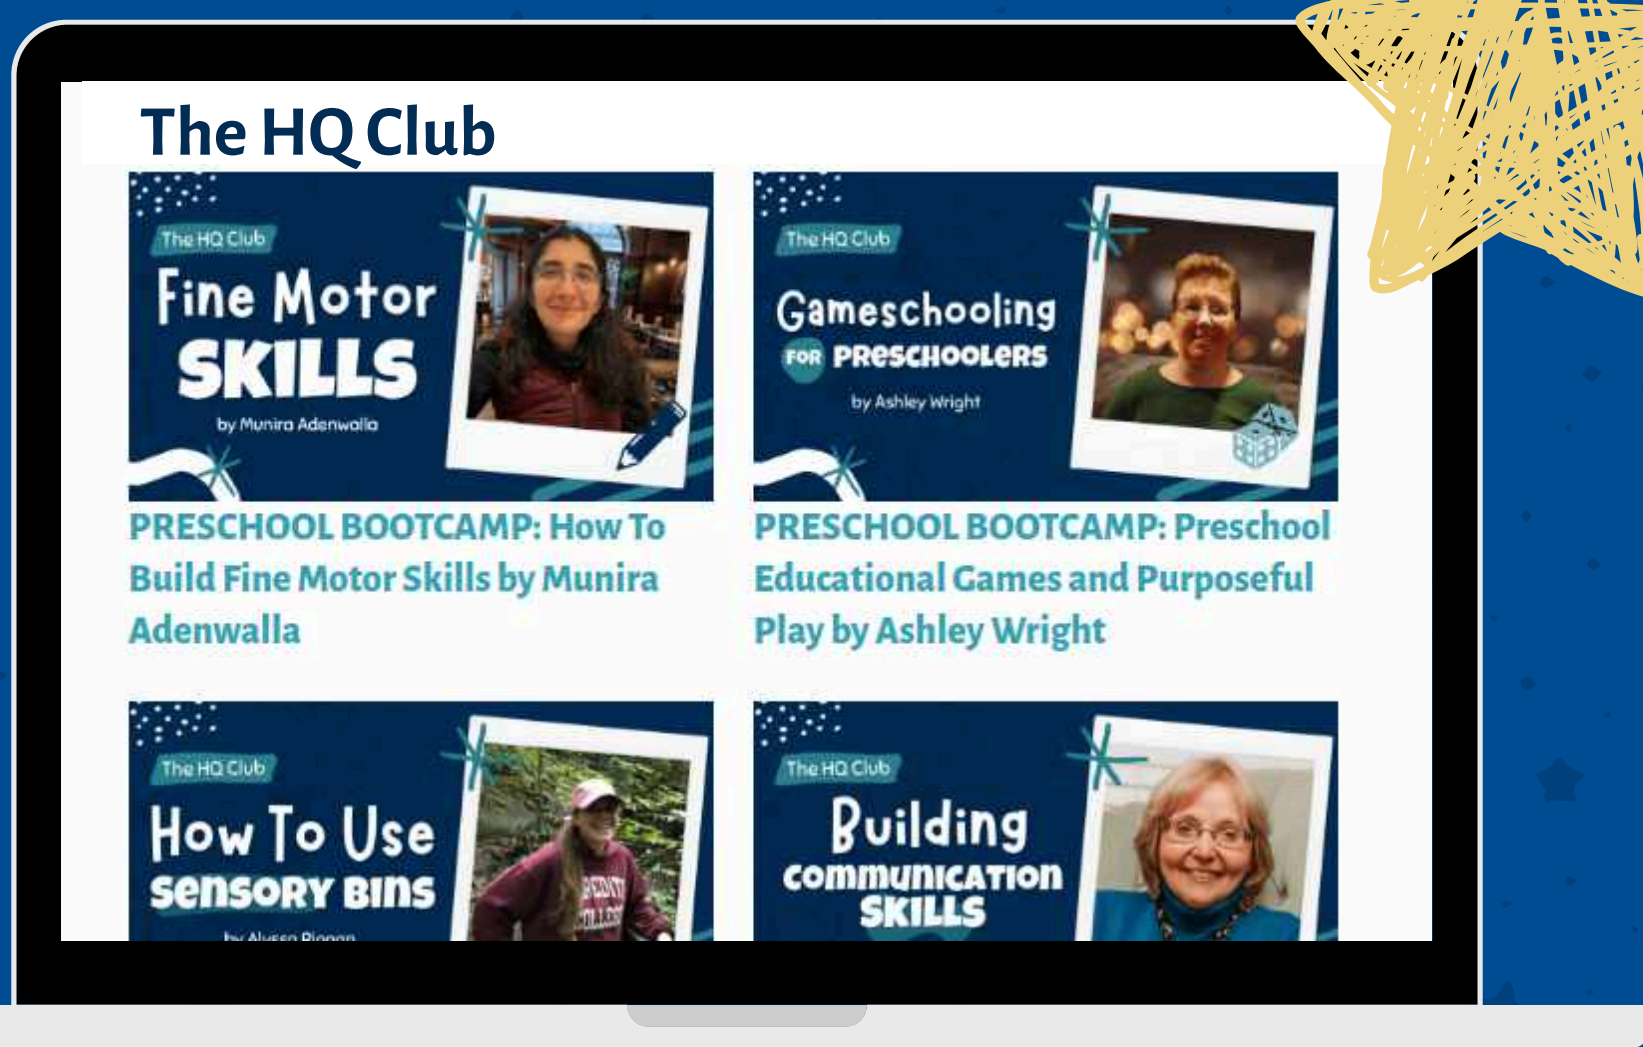 The HQ Club
The HQ Club
Fine Motor
SKILLS
by Munira Adenwalla
PRESCHOOL BOOTCAMP: How To
Build Fine Motor Skills by Munira
Adenwalla
The HQ Club
Gameschooling
FOR PRESCHOOLERS
by Ashley Wright
PRESCHOOL BOOTCAMP: Preschool
Educational Games and Purposeful
Play by Ashley Wright
The HQ Club
How To Use
SENSORY BINS
by Alyssa
The HQ Club
Building
COMMUNICATION
SKILLS